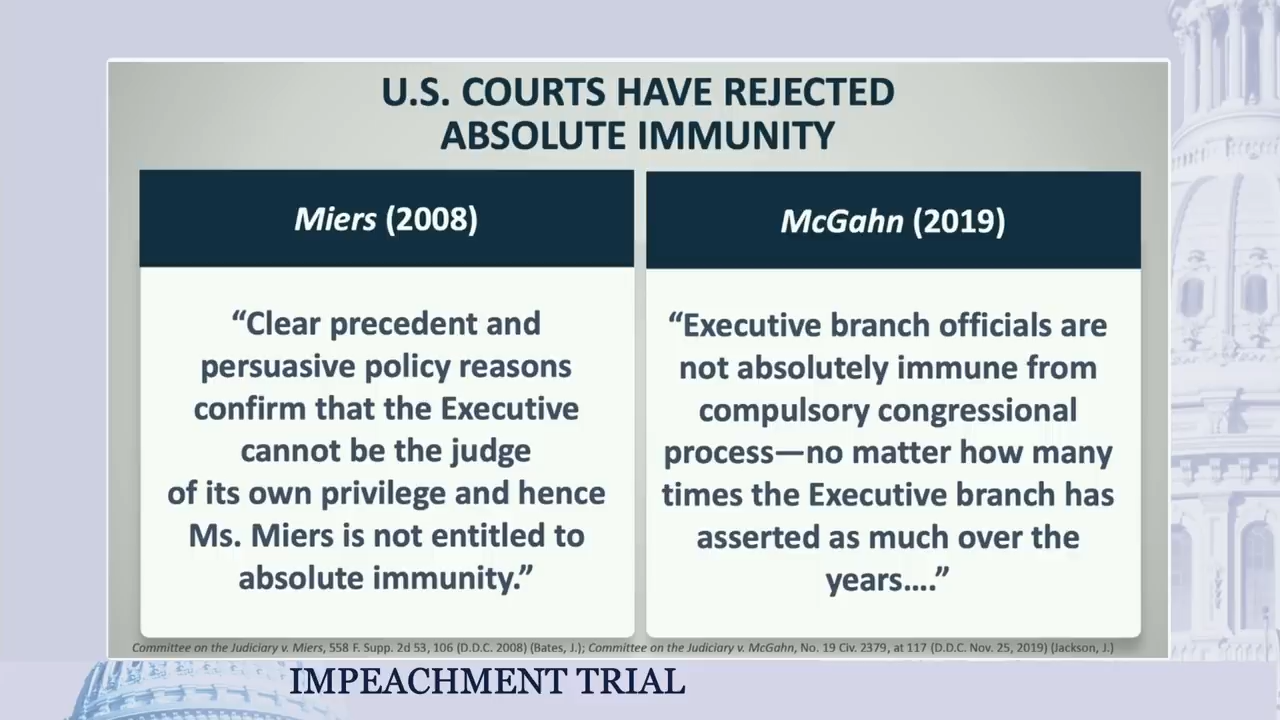 U.S. COURTS HAVE REJECTED
ABSOLUTE IMMUNITY
Miers (2008)
“Clear precedent and
persuasive policy reasons
confirm that the Executive
cannot be the judge
of its own privilege and hence
Ms. Miers is not entitled to
absolute immunity.”
McGahn (2019)
“Executive branch officials are
not absolutely immune from
compulsory congressional
process—no matter how many
times the Executive branch has
asserted as much over the
years....”
Committee on the Judiciary v. Miers, 558 F. Supp. 2d 53, 106 (D.D.C. 2008) (Bates, J.); Committee on the Judiciary v. McGahn, No. 19 Civ. 2379, at 117 (D.D.C. Nov. 25, 2019) (Jackson, J.)
IMPEACHMENT TRIAL